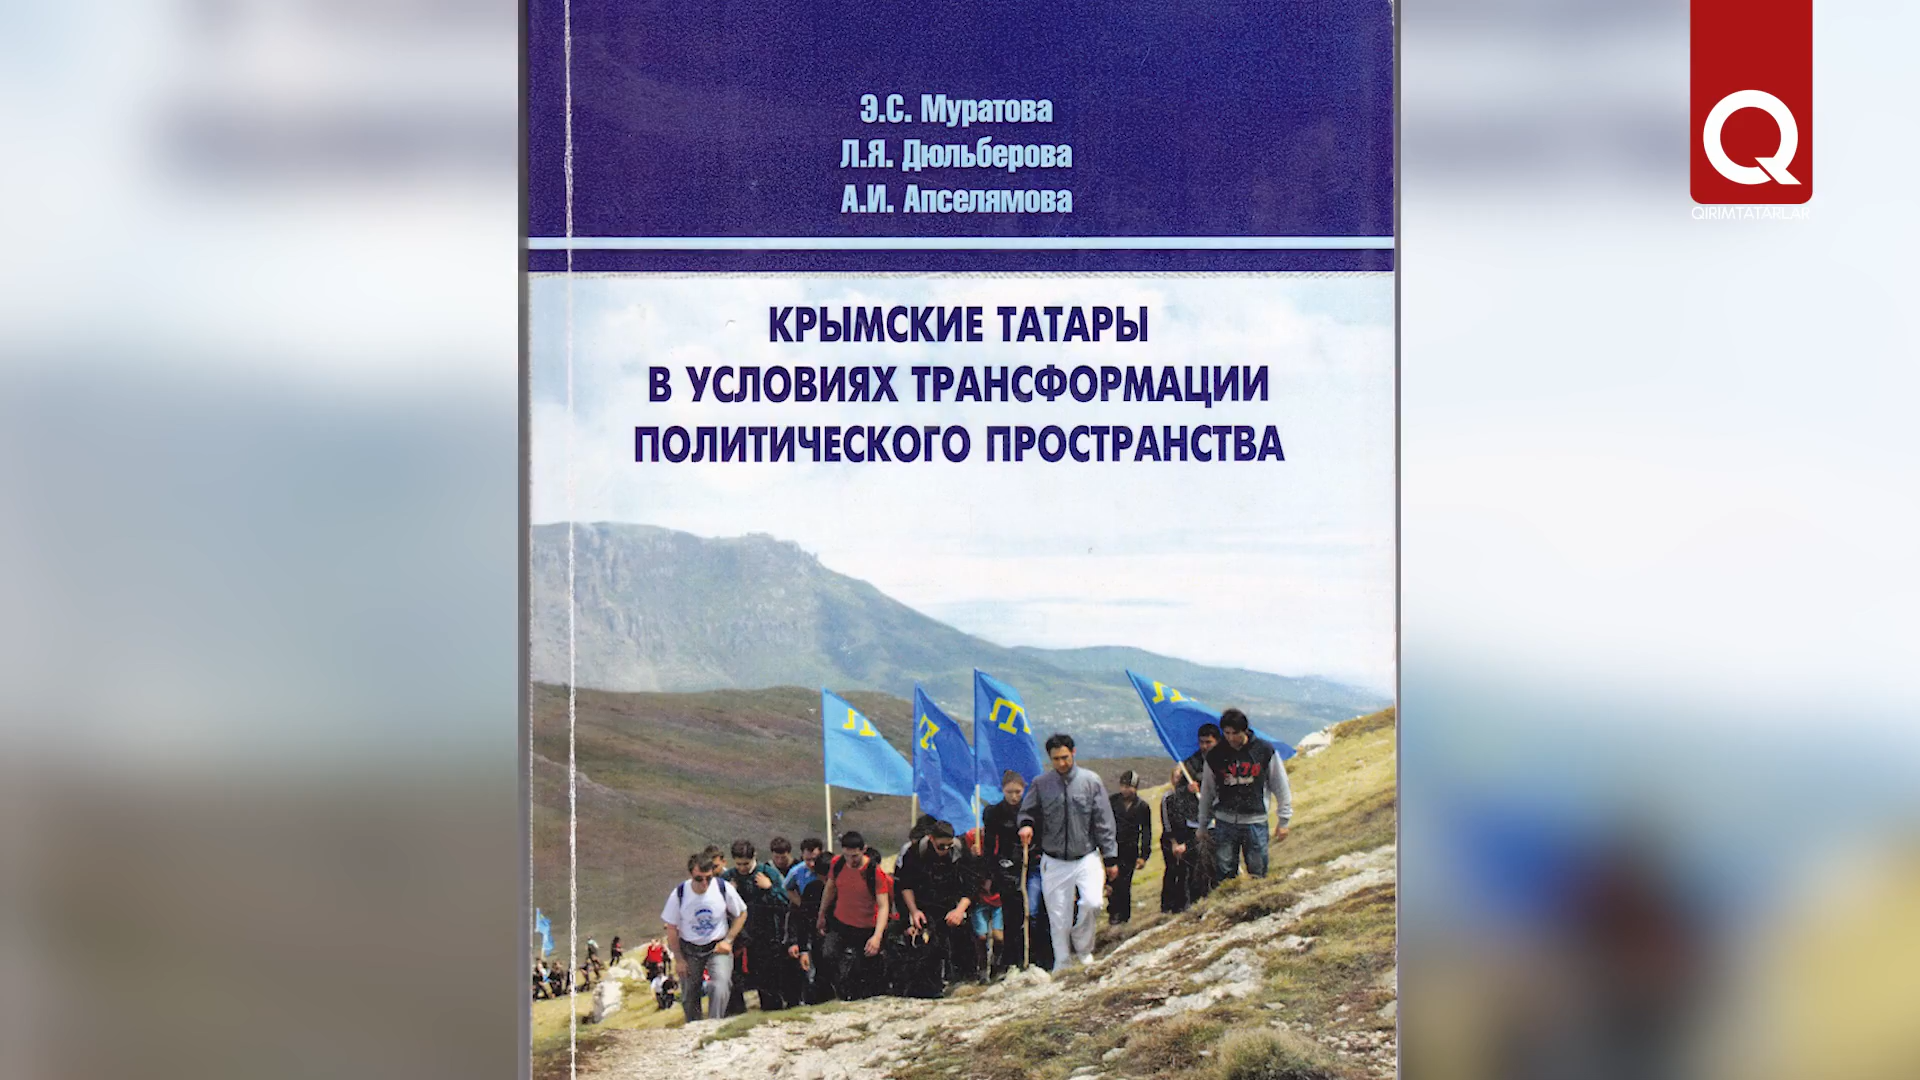 Э.С. Муратова
Л.Я. Дюльберова
А.И. Апселямова
КРЫМСКИЕ ТАТАРЫ
В УСЛОВИЯХ ТРАНСФОРМАЦИИ
ПОЛИТИЧЕСКОГО ПРОСТРАНСТВА
Q
QIRIMTATARLAR